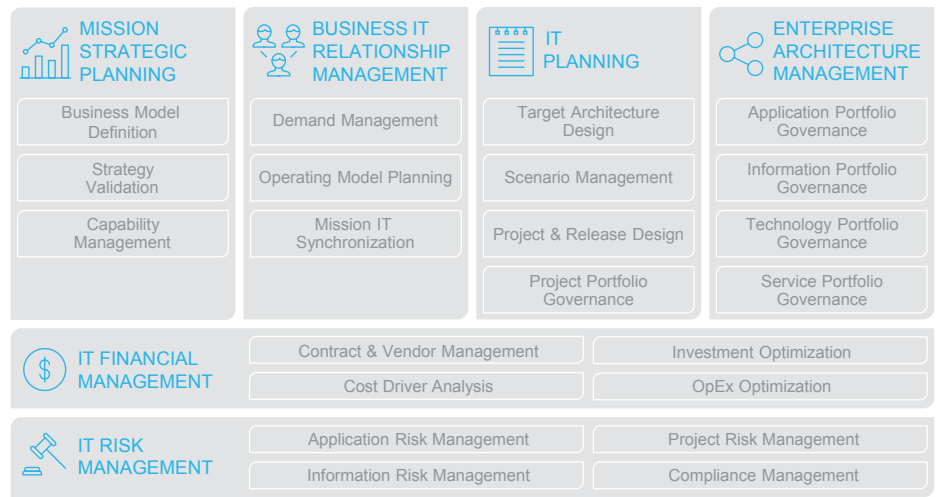 MISSION
STRATEGIC
PLANNING
Business Model
Definition
Strategy
Validation
Capability
Management
BUSINESS IT
RELATIONSHIP
MANAGEMENT
Demand Management
Operating Model Planning
Mission IT
Synchronization
IT
PLANNING
Target Architecture
Design
Scenario Management
Project & Release Design
Project Portfolio
Governance
ENTERPRISE
ARCHITECTURE
MANAGEMENT
Application Portfolio
Governance
Information Portfolio
Governance
Technology Portfolio
Governance
Service Portfolio
Governance
$
IT FINANCIAL
MANAGEMENT
Contract & Vendor Management
Investment Optimization
Cost Driver Analysis
OpEx Optimization
IT RISK
MANAGEMENT
Application Risk Management
Project Risk Management
Information Risk Management
Compliance Management